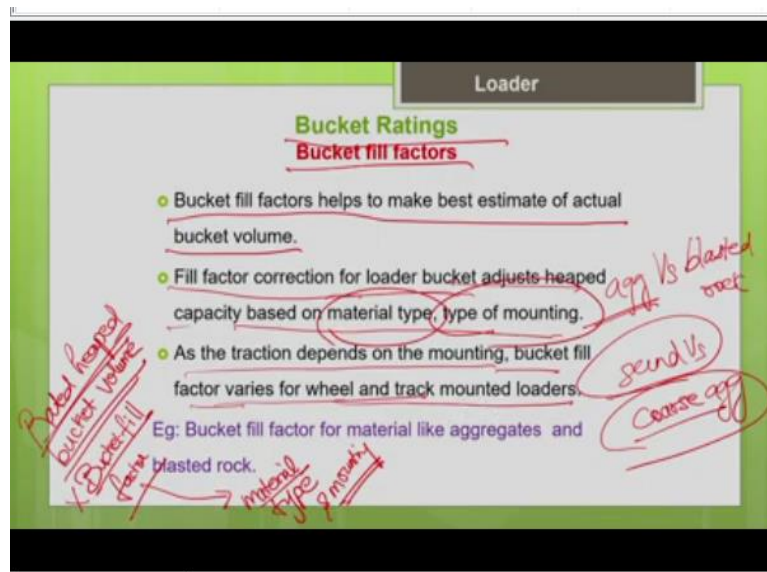 Loader
Bucket Ratings
Bucket fill factors
Bucket fill factors helps to make best estimate of actual
bucket volume.
Fill factor correction for loader bucket adjusts heaped
capacity based on material type, type of mounting.
As the traction depends on the mounting, bucket fill
factor varies for wheel and track mounted loaders.
Eg: Bucket fill factor for material like aggregates and
blasted rock.
agg Vs blasted
rock
sand Vs
Coarse agg
Rated heaped
bucket volume
X Bucket fill
factor
material
type
& mounting